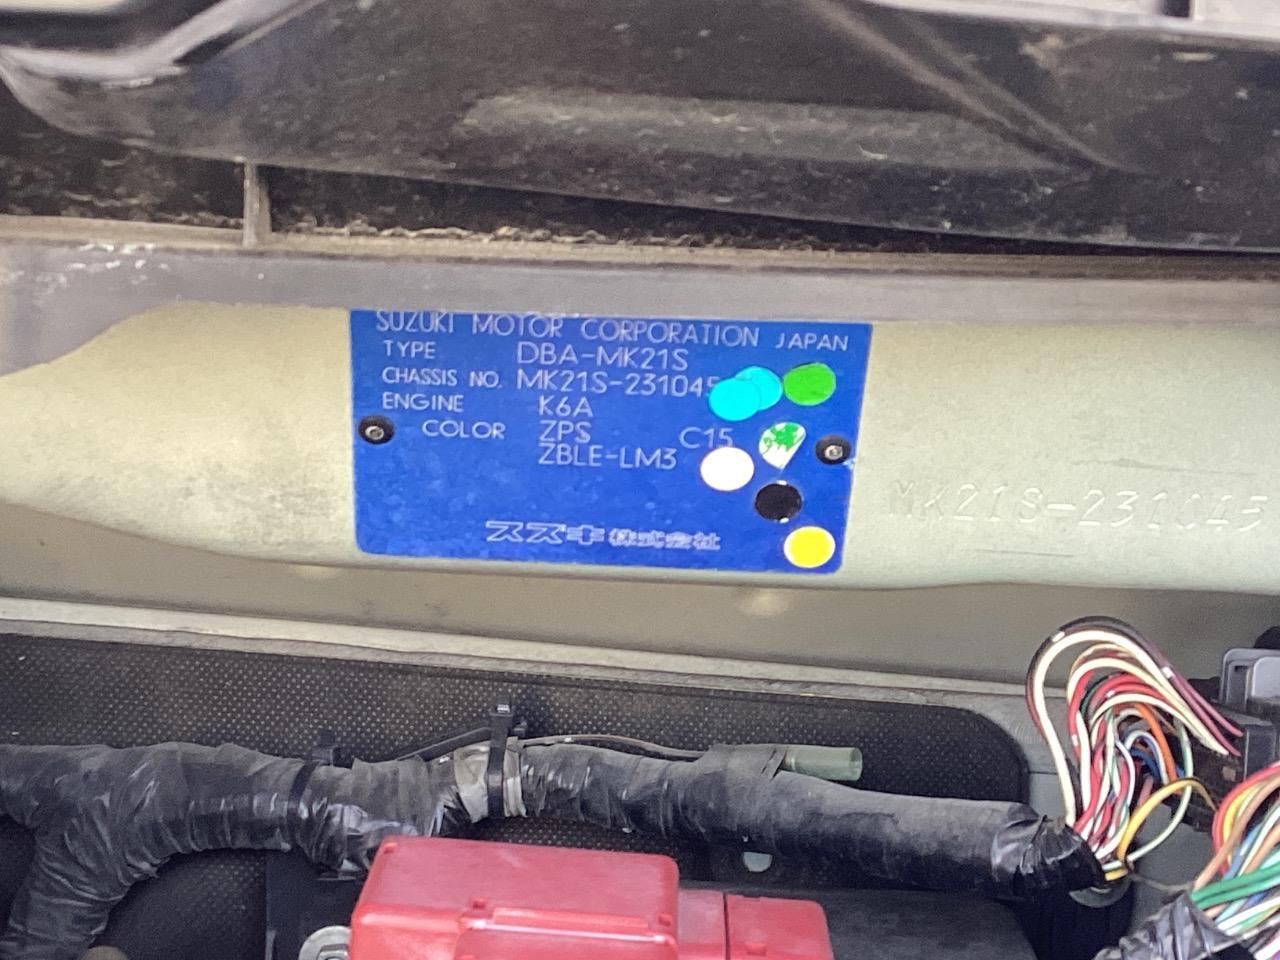 SUZUKI MOTOR CORPORATION JAPAN
TYPE DBA-MK21S
CHASSIS NO. MK21S-231045
ENGINE K6A
COLOR ZPS C15
ZBLE-LM3
スズキ株式会社
MK21S-231045